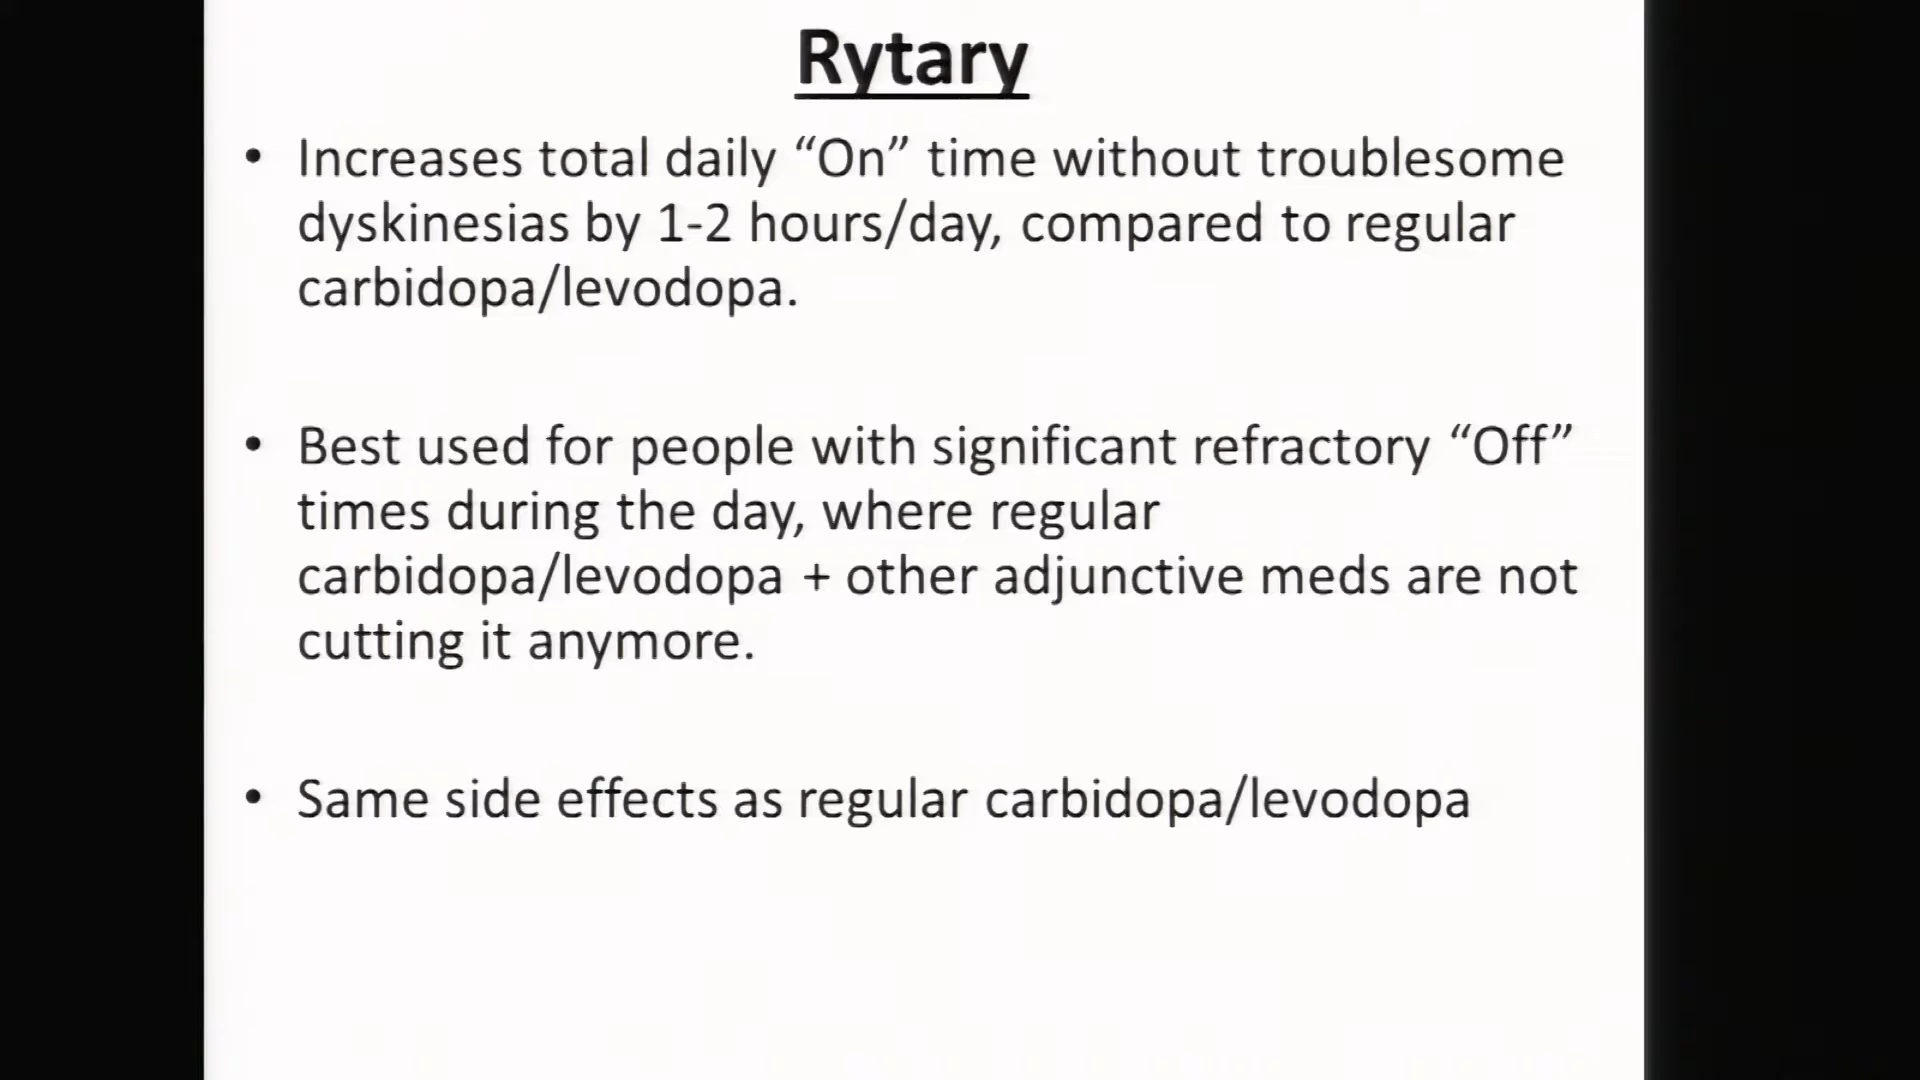 Rytary
• Increases total daily “On” time without troublesome
dyskinesias by 1-2 hours/day, compared to regular
carbidopa/levodopa.
• Best used for people with significant refractory “Off”
times during the day, where regular
carbidopa/levodopa + other adjunctive meds are not
cutting it anymore.
• Same side effects as regular carbidopa/levodopa